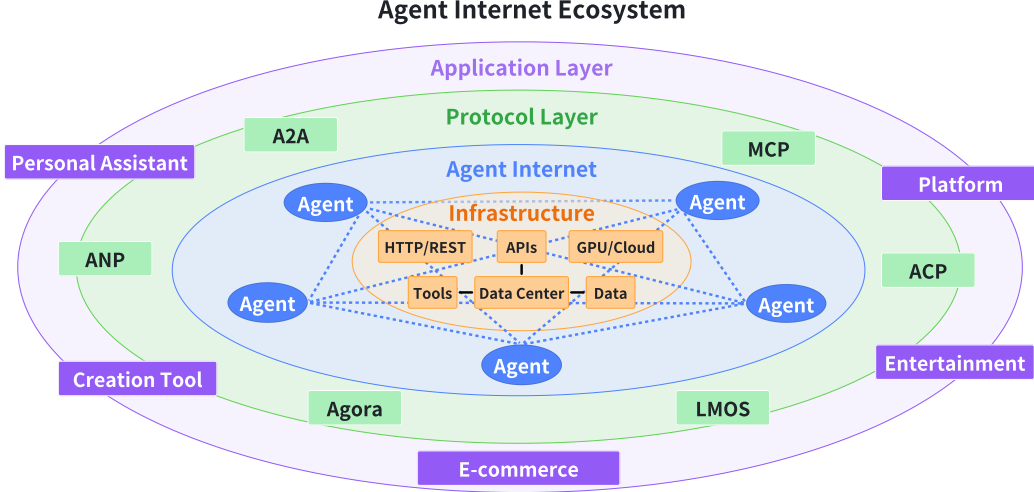 Agent Internet Ecosystem
Application Layer
Protocol Layer
A2A
MCP
Personal Assistant
Agent Internet
Platform
Agent
Agent
Infrastructure
HTTP/REST
APIs
GPU/Cloud
ANP
ACP
Tools
Data Center
Data
Agent
Agent
Agent
Entertainment
Creation Tool
Agora
LMOS
E-commerce